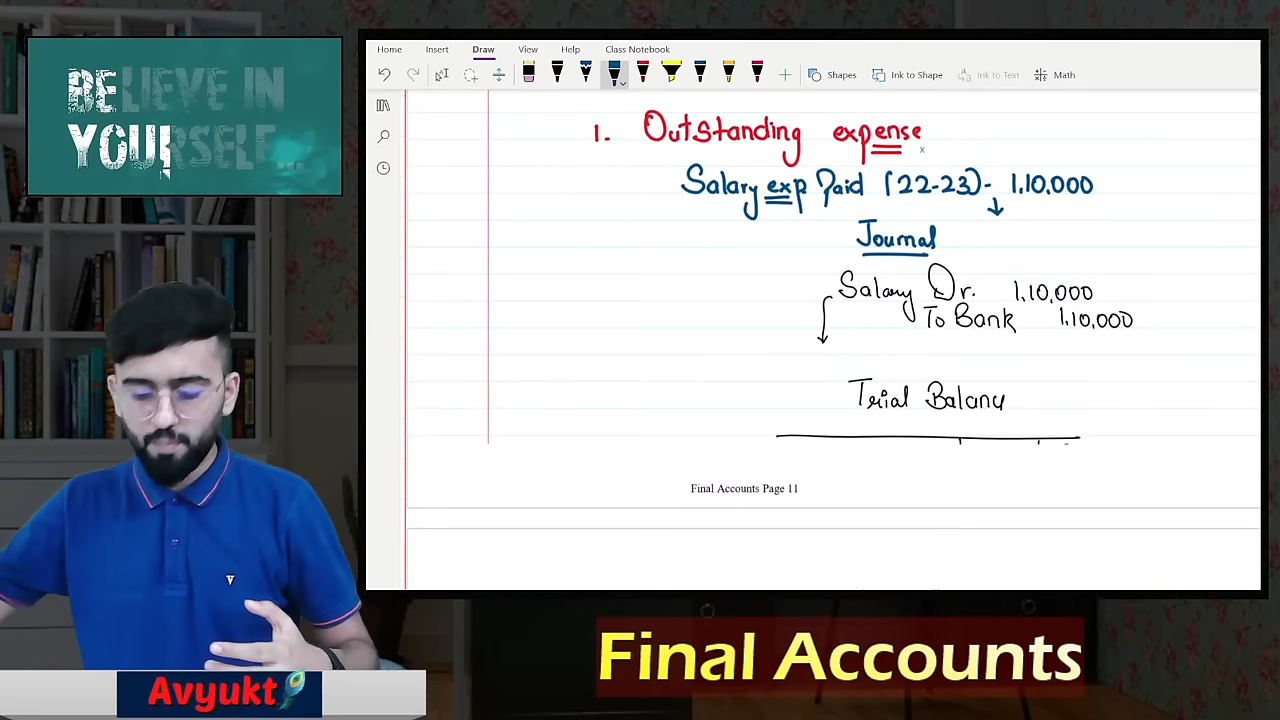 BELIEVE IN
YOURSELF...
Home Insert Draw View Help Class Notebook
Shapes Ink to Shape Ink to Text Math
1. Outstanding expense
Salary exp Paid (22-23)- 1,10,000
Journal
Salary Dr. 1,10,000
To Bank 1,10,000
Trial Balance
Final Accounts Page 11
Final Accounts
Avyukt